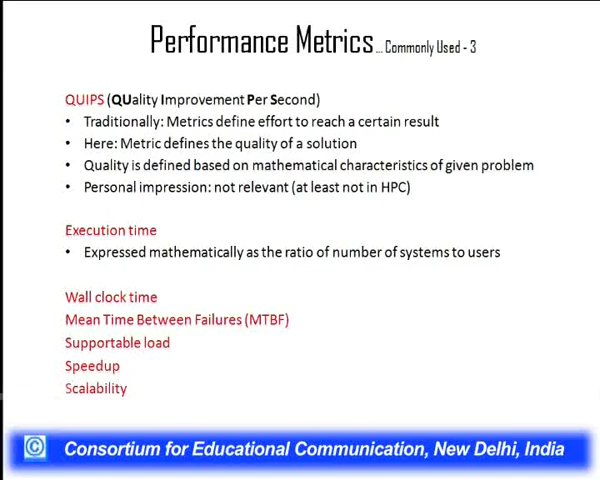 Performance Metrics... Commonly Used - 3
QUIPS (QUality Improvement Per Second)
• Traditionally: Metrics define effort to reach a certain result
• Here: Metric defines the quality of a solution
• Quality is defined based on mathematical characteristics of given problem
• Personal impression: not relevant (at least not in HPC)
Execution time
• Expressed mathematically as the ratio of number of systems to users
Wall clock time
Mean Time Between Failures (MTBF)
Supportable load
Speedup
Scalability
© Consortium for Educational Communication, New Delhi, India